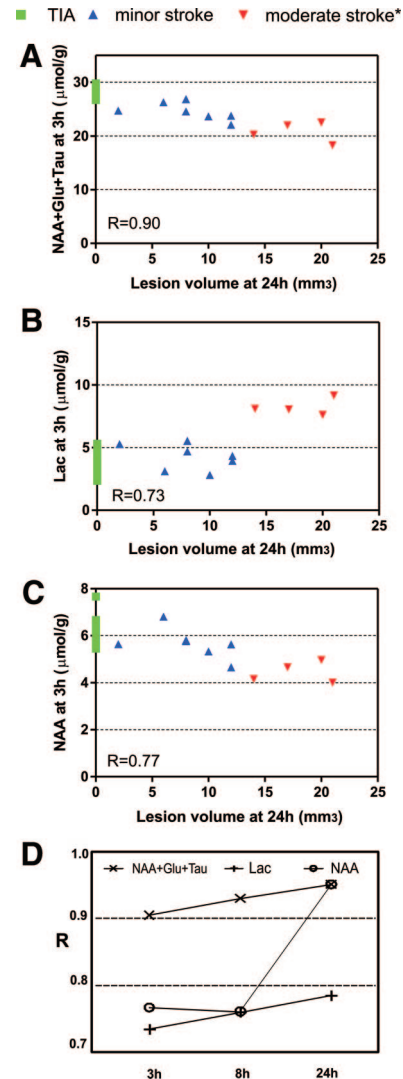 TIA minor stroke moderate stroke*
A
NAA+Glu+Tau at 3h (μmol/g)
30
20
10
0
R=0.90
0 5 10 15 20 25
Lesion volume at 24h (mm3)
B
Lac at 3h (μmol/g)
15
10
5
0
R=0.73
0 5 10 15 20 25
Lesion volume at 24h (mm3)
C
NAA at 3h (μmol/g)
8
6
4
2
0
R=0.77
0 5 10 15 20 25
Lesion volume at 24h (mm3)
D
R
1.0
0.9
0.8
0.7
NAA+Glu+Tau Lac NAA
3h 8h 24h